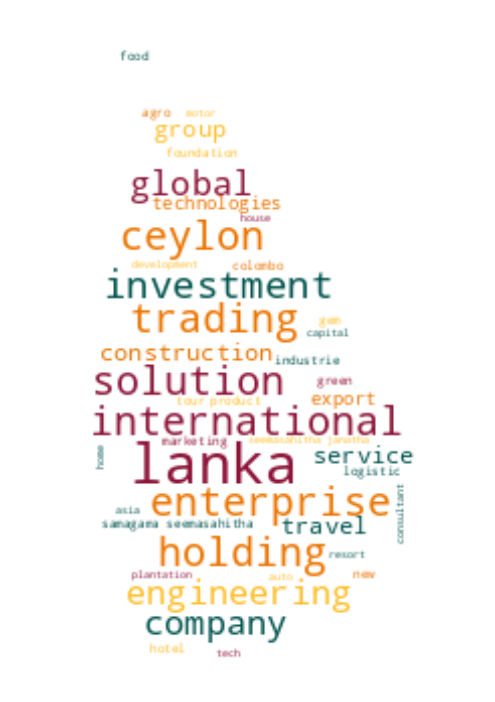 food
agro motor
group
foundation
global
technologies
house
ceylon
development colombo
investment
trading gem
capital
construction industrie
solution green
tour product export
international
marketing seemasahitha janatha
home lanka service
logistic
enterprise consultant
asia
samagama seemasahitha travel
holding resort
plantation auto new
engineering
company
hotel tech